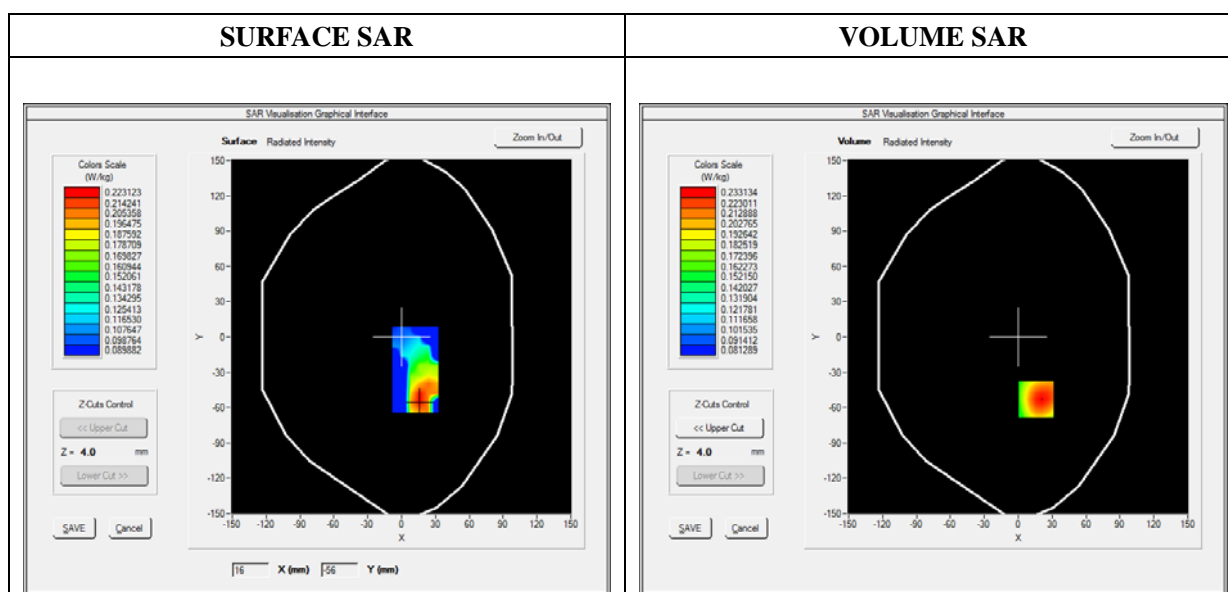 SURFACE SAR
VOLUME SAR
SAR Visualisation Graphical Interface
Surface Radiated Intensity
Zoom In/Out
Colors Scale
(W/kg)
0.223123
0.214241
0.205358
0.196475
0.187592
0.178709
0.169827
0.160944
0.152061
0.143178
0.134295
0.125413
0.116530
0.107647
0.098764
0.089882
Z-Cuts Control
<< Upper Cut
Z = 4.0 mm
Lower Cut >>
SAVE Cancel
150
120
90
60
30
0
-30
-60
-90
-120
-150
Y
-150 -120 -90 -60 -30 0 30 60 90 120 150
X
16 X (mm) -56 Y (mm)
SAR Visualisation Graphical Interface
Volume Radiated Intensity
Zoom In/Out
Colors Scale
(W/kg)
0.233134
0.223011
0.212888
0.202765
0.192642
0.182519
0.172396
0.162273
0.152150
0.142027
0.131904
0.121781
0.111658
0.101535
0.091412
0.081289
Z-Cuts Control
<< Upper Cut
Z = 4.0 mm
Lower Cut >>
SAVE Cancel
150
120
90
60
30
0
-30
-60
-90
-120
-150
Y
-150 -120 -90 -60 -30 0 30 60 90 120 150
X